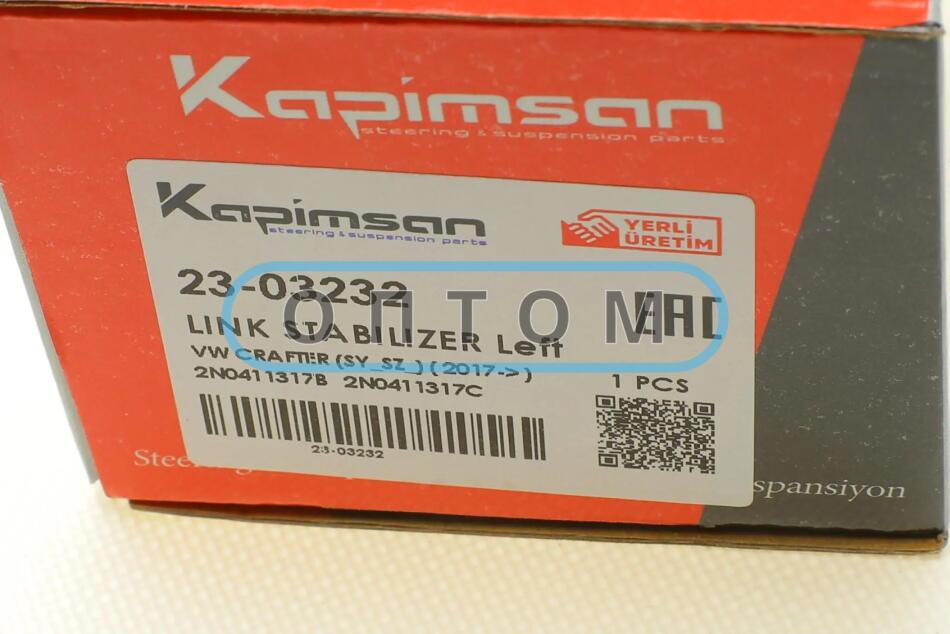 Kapimsan
steering & suspension parts
Kapimsan
steering & suspension parts
YERLİ
ÜRETİM
23-03232
ОПТОМ
EAC
LINK STABILIZER Left
VW CRAFTER (SY_SZ_) (2017->)
2N0411317B 2N0411317C
1 PCS
23-03232
spansiyon